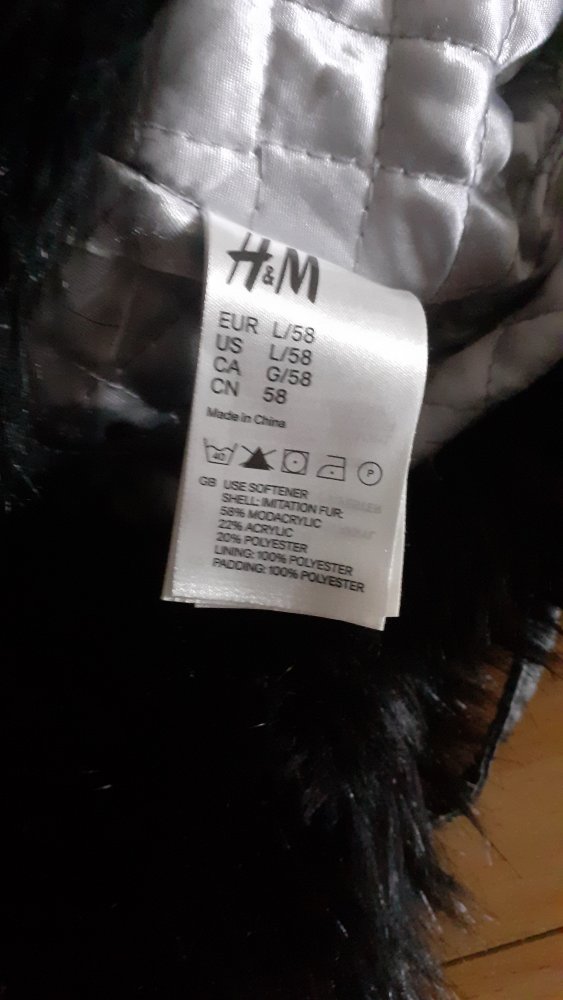 H&M
EUR L/58
US L/58
CA G/58
CN 58
Made in China
40 P
GB USE SOFTENER
SHELL: IMITATION FUR:
58% MODACRYLIC
22% ACRYLIC
20% POLYESTER
LINING: 100% POLYESTER
PADDING: 100% POLYESTER